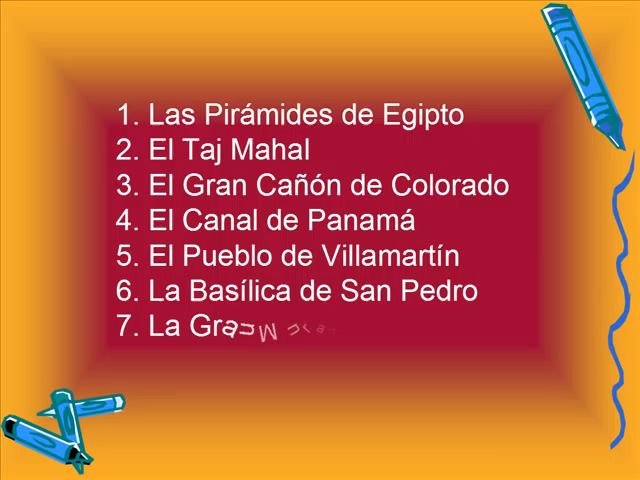 1. Las Pirámides de Egipto
2. El Taj Mahal
3. El Gran Cañón de Colorado
4. El Canal de Panamá
5. El Pueblo de Villamartín
6. La Basílica de San Pedro
7. La Gran